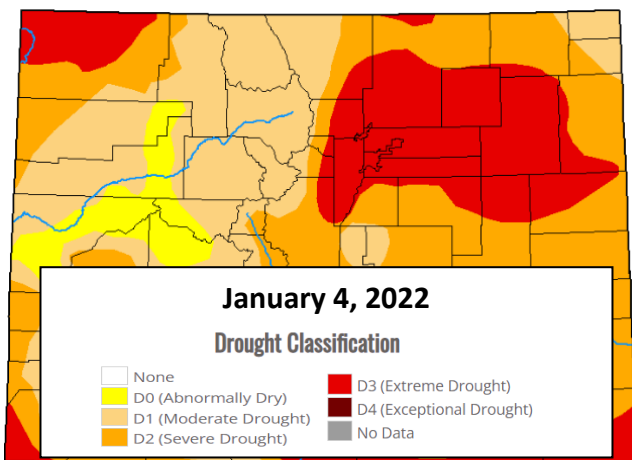 January 4, 2022
Drought Classification
None
D0 (Abnormally Dry)
D1 (Moderate Drought)
D2 (Severe Drought)
D3 (Extreme Drought)
D4 (Exceptional Drought)
No Data